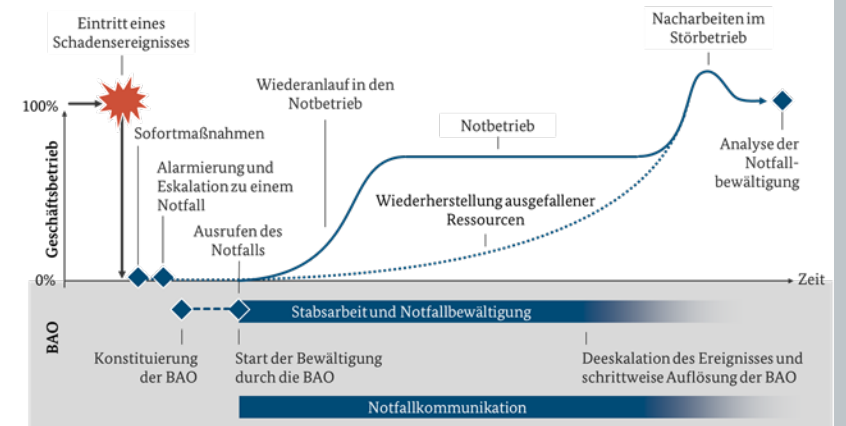 Eintritt eines
Schadensereignisses
Nacharbeiten im
Störbetrieb
Wiederanlauf in den
Notbetrieb
100%
Sofortmaßnahmen
Notbetrieb
Analyse der
Notfall-
bewältigung
Alarmierung und
Eskalation zu einem
Notfall
Wiederherstellung ausgefallener
Ressourcen
Ausrufen des
Notfalls
Geschäftsbetrieb
0%
Zeit
Stabsarbeit und Notfallbewältigung
BAO
Konstituierung
der BAO
Start der Bewältigung
durch die BAO
Deeskalation des Ereignisses und
schrittweise Auflösung der BAO
Notfallkommunikation